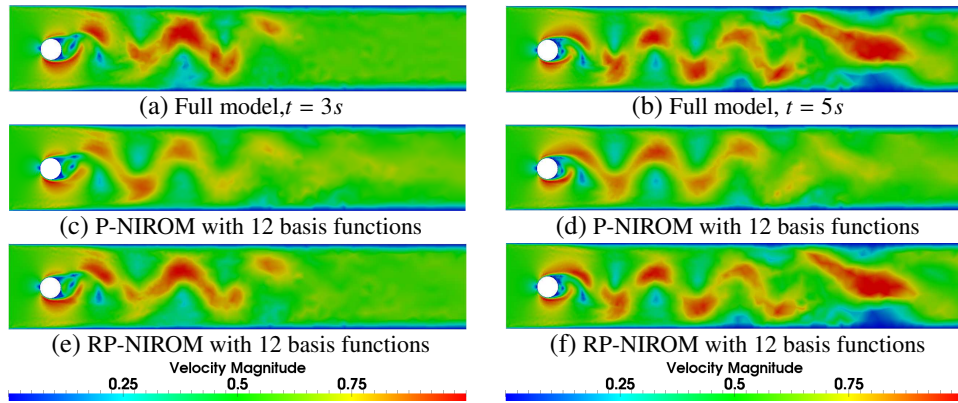 (a) Full model,t = 3s
(b) Full model, t = 5s
(c) P-NIROM with 12 basis functions
(d) P-NIROM with 12 basis functions
(e) RP-NIROM with 12 basis functions
(f) RP-NIROM with 12 basis functions
Velocity Magnitude
0.25 0.5 0.75
Velocity Magnitude
0.25 0.5 0.75